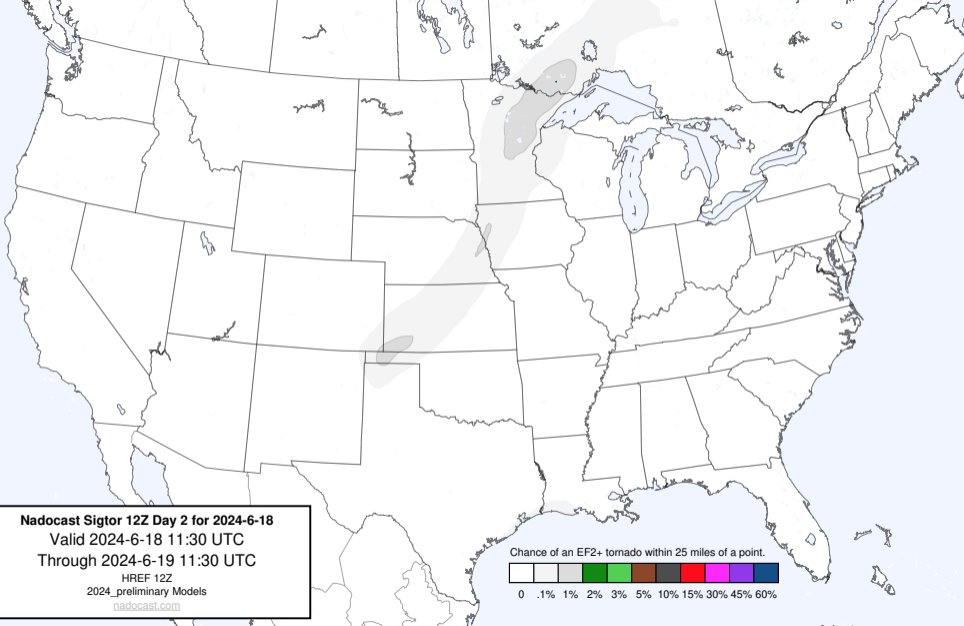 Nadocast Sigtor 12Z Day 2 for 2024-6-18
Valid 2024-6-18 11:30 UTC
Through 2024-6-19 11:30 UTC
HREF 12Z
2024_preliminary Models
nadocast.com
Chance of an EF2+ tornado within 25 miles of a point.
0 .1% 1% 2% 3% 5% 10% 15% 30% 45% 60%